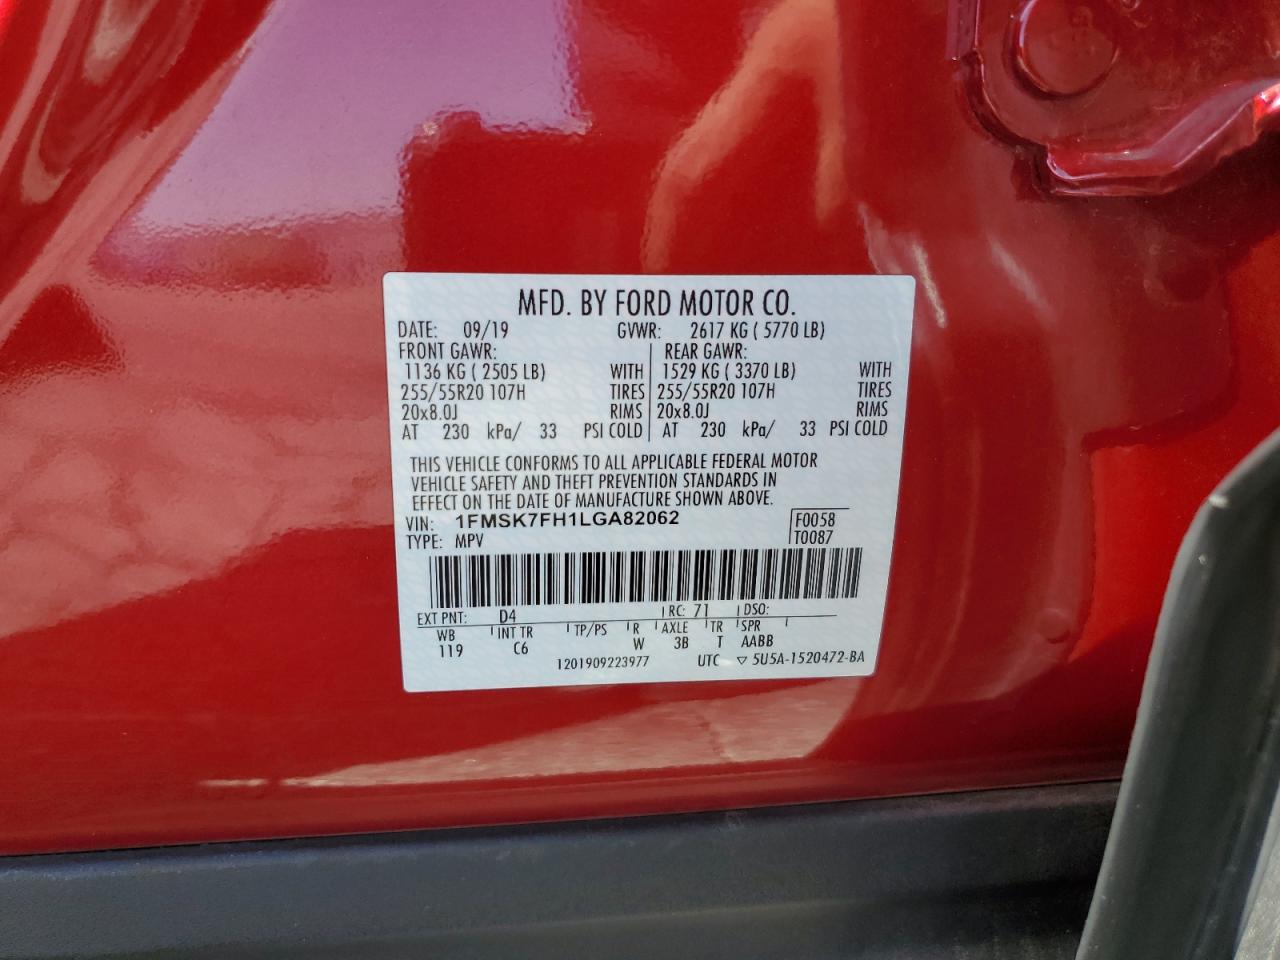 MFD. BY FORD MOTOR CO.
DATE: 09/19 GVWR: 2617 KG ( 5770 LB)
FRONT GAWR: REAR GAWR:
1136 KG ( 2505 LB) WITH 1529 KG ( 3370 LB) WITH
255/55R20 107H TIRES 255/55R20 107H TIRES
20x8.0J RIMS 20x8.0J RIMS
AT 230 kPa/ 33 PSI COLD AT 230 kPa/ 33 PSI COLD
THIS VEHICLE CONFORMS TO ALL APPLICABLE FEDERAL MOTOR
VEHICLE SAFETY AND THEFT PREVENTION STANDARDS IN
EFFECT ON THE DATE OF MANUFACTURE SHOWN ABOVE.
VIN: 1FMSK7FH1LGA82062 F0058
TYPE: MPV T0087
EXT PNT: D4 RC: 71 DSO:
WB INT TR TP/PS R AXLE TR SPR
119 C6 W 3B T AABB
1201909223977 UTC ▽ 5U5A-1520472-BA